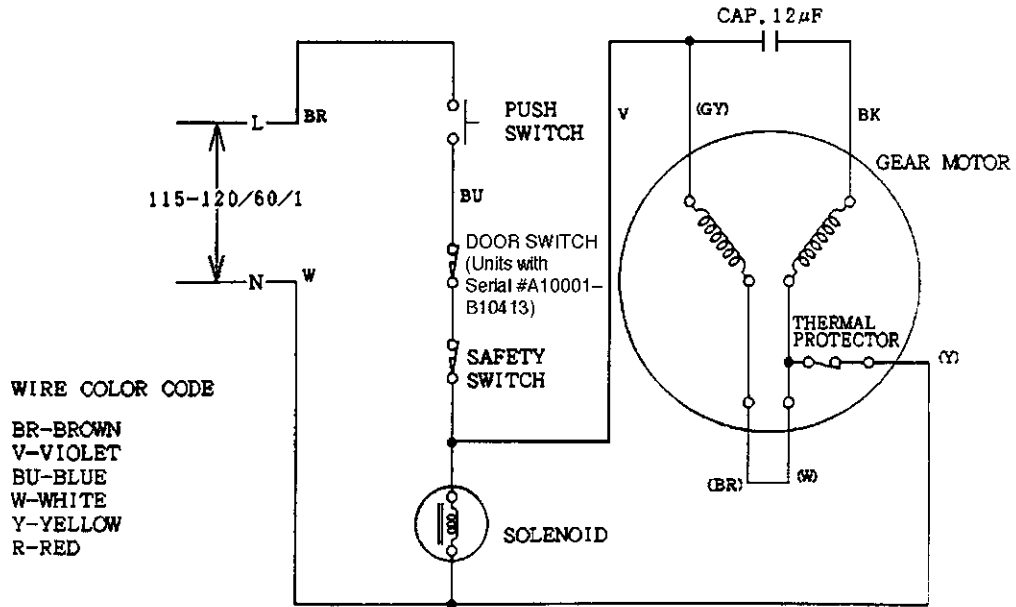 CAP. 12μF
L
BR
PUSH
SWITCH
V
(GY)
BK
GEAR MOTOR
115-120/60/1
BU
DOOR SWITCH
(Units with
Serial #A10001–
B10413)
N
W
THERMAL
PROTECTOR
(Y)
SAFETY
SWITCH
WIRE COLOR CODE
BR-BROWN
V-VIOLET
BU-BLUE
W-WHITE
Y-YELLOW
R-RED
(BR)
(W)
SOLENOID